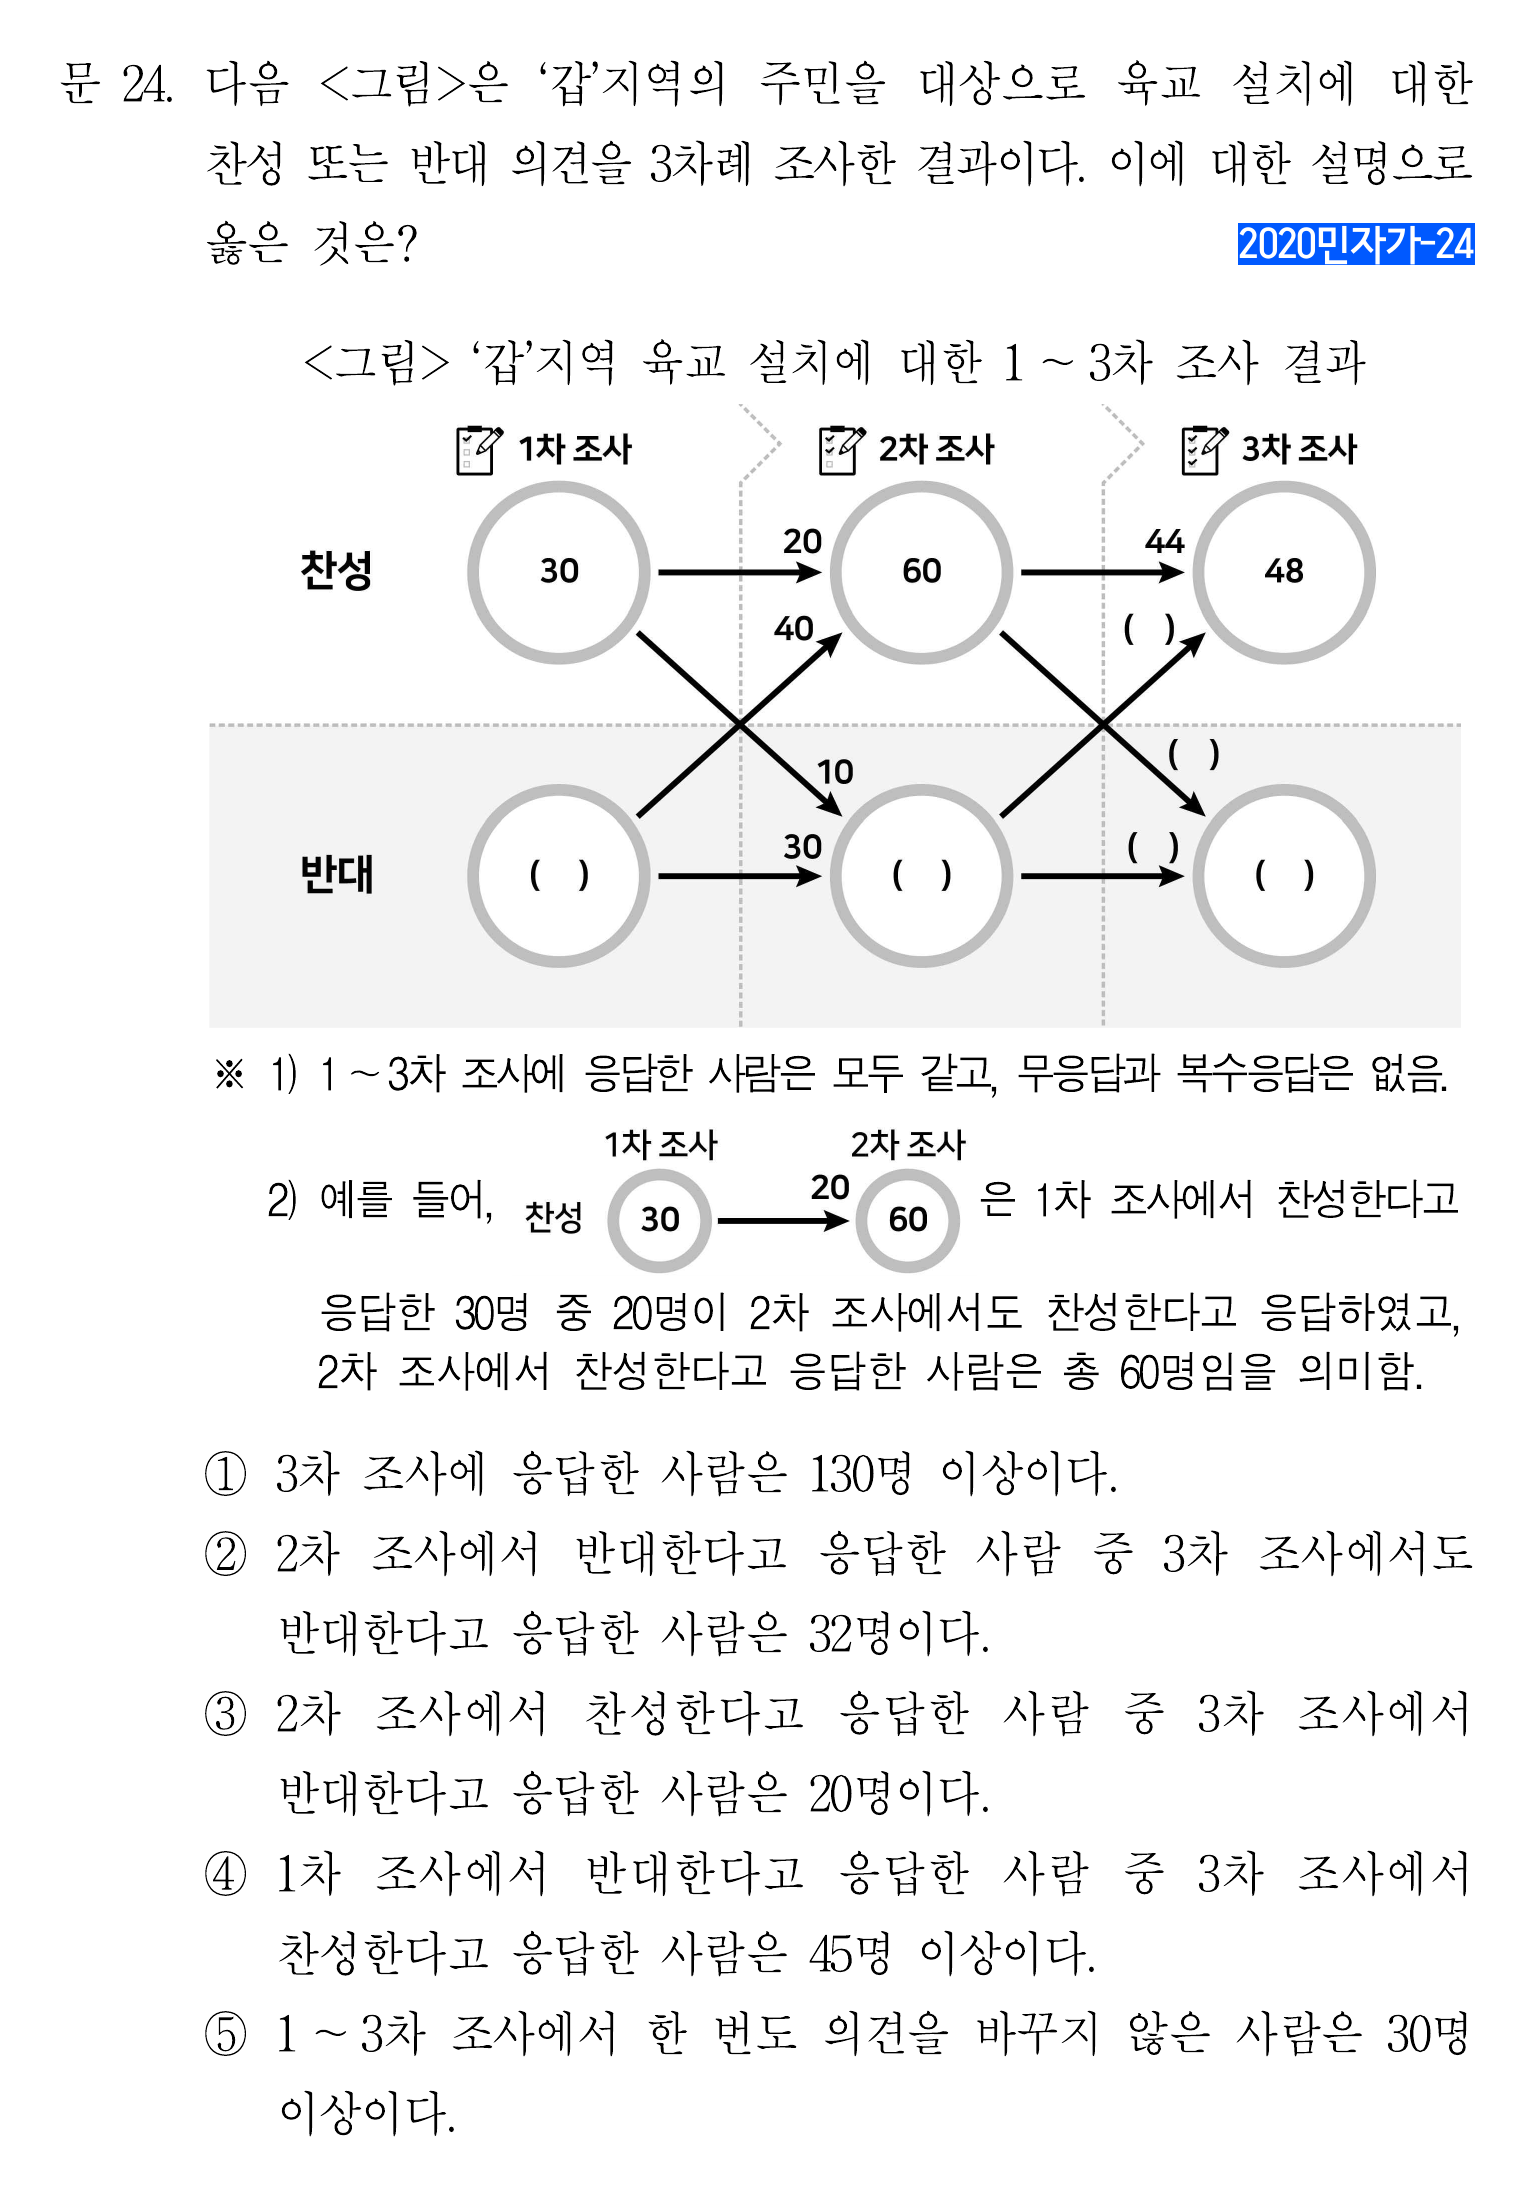 문 24. 다음 <그림>은 ‘갑’지역의 주민을 대상으로 육교 설치에 대한
찬성 또는 반대 의견을 3차례 조사한 결과이다. 이에 대한 설명으로
옳은 것은?
2020민자가-24
<그림> ‘갑’지역 육교 설치에 대한 1 ~ 3차 조사 결과
1차 조사 2차 조사 3차 조사
20 44
찬성 30 60 48
40 ( )
10 ( )
30 ( )
반대 ( ) ( ) ( )
※ 1) 1 ~ 3차 조사에 응답한 사람은 모두 같고, 무응답과 복수응답은 없음.
1차 조사 2차 조사
2) 예를 들어, 찬성 30 20 60 은 1차 조사에서 찬성한다고
응답한 30명 중 20명이 2차 조사에서도 찬성한다고 응답하였고,
2차 조사에서 찬성한다고 응답한 사람은 총 60명임을 의미함.
① 3차 조사에 응답한 사람은 130명 이상이다.
② 2차 조사에서 반대한다고 응답한 사람 중 3차 조사에서도
반대한다고 응답한 사람은 32명이다.
③ 2차 조사에서 찬성한다고 응답한 사람 중 3차 조사에서
반대한다고 응답한 사람은 20명이다.
④ 1차 조사에서 반대한다고 응답한 사람 중 3차 조사에서
찬성한다고 응답한 사람은 45명 이상이다.
⑤ 1 ~ 3차 조사에서 한 번도 의견을 바꾸지 않은 사람은 30명
이상이다.